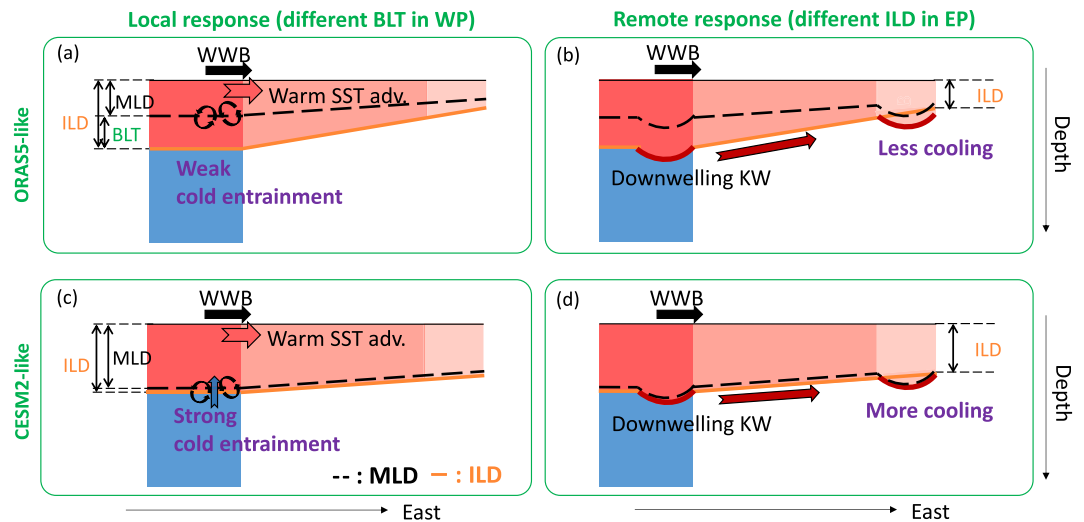 Local response (different BLT in WP)
Remote response (different ILD in EP)
ORAS5-like
(a)
WWB
MLD
Warm SST adv.
ILD
BLT
Weak
cold entrainment
(b)
WWB
ILD
Less cooling
Downwelling KW
Depth
CESM2-like
(c)
WWB
Warm SST adv.
ILD
MLD
Strong
cold entrainment
-- : MLD — : ILD
(d)
WWB
ILD
More cooling
Downwelling KW
Depth
East
East